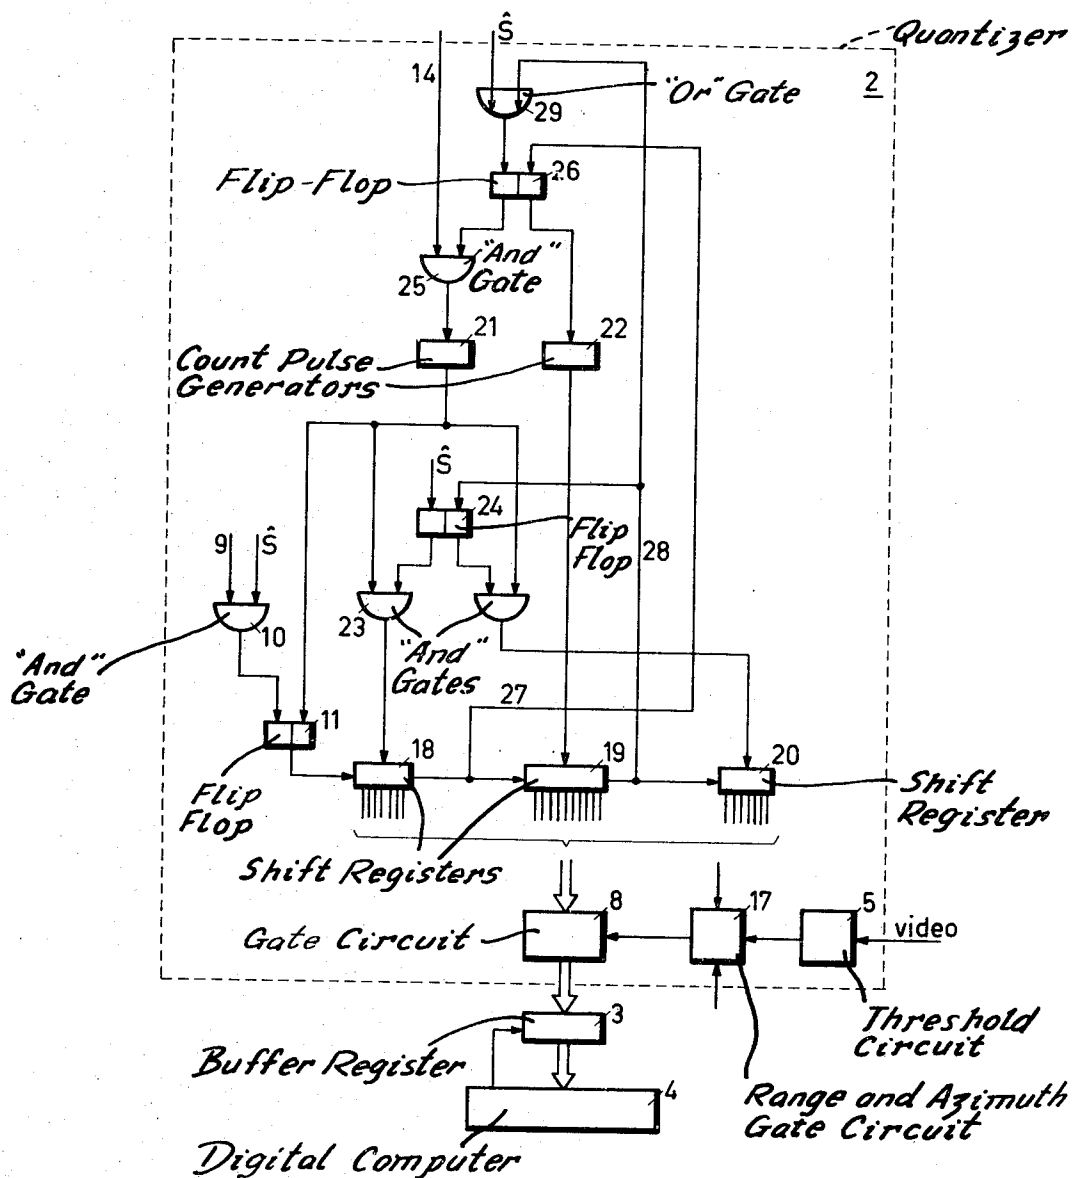 Quantizer
Ŝ
14
2
"Or" Gate
29
26
Flip-Flop
"And"
Gate
25
21
22
Count Pulse
Generators
Ŝ
24
Flip
Flop
28
9
Ŝ
10
23
"And"
Gates
"And"
Gate
27
11
18
19
20
Flip
Flop
Shift
Register
Shift Registers
8
17
5
video
Gate Circuit
3
Threshold
Circuit
Buffer Register
4
Range and Azimuth
Gate Circuit
Digital Computer